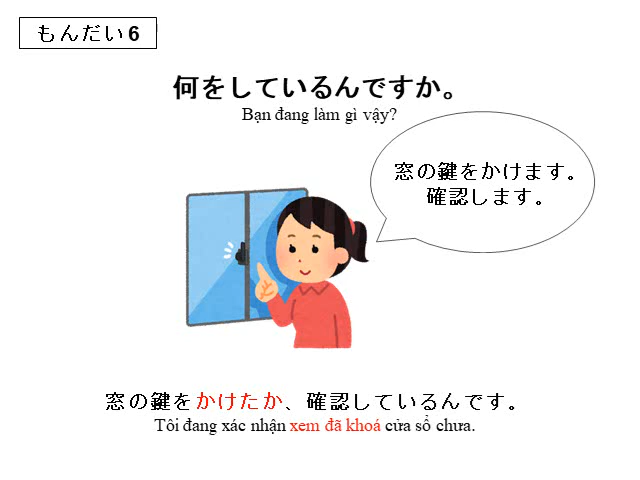 もんだい6
何をしているんですか。
Bạn đang làm gì vậy?
窓の鍵をかけます。
確認します。
窓の鍵をかけたか、確認しているんです。
Tôi đang xác nhận xem đã khoá cửa sổ chưa.